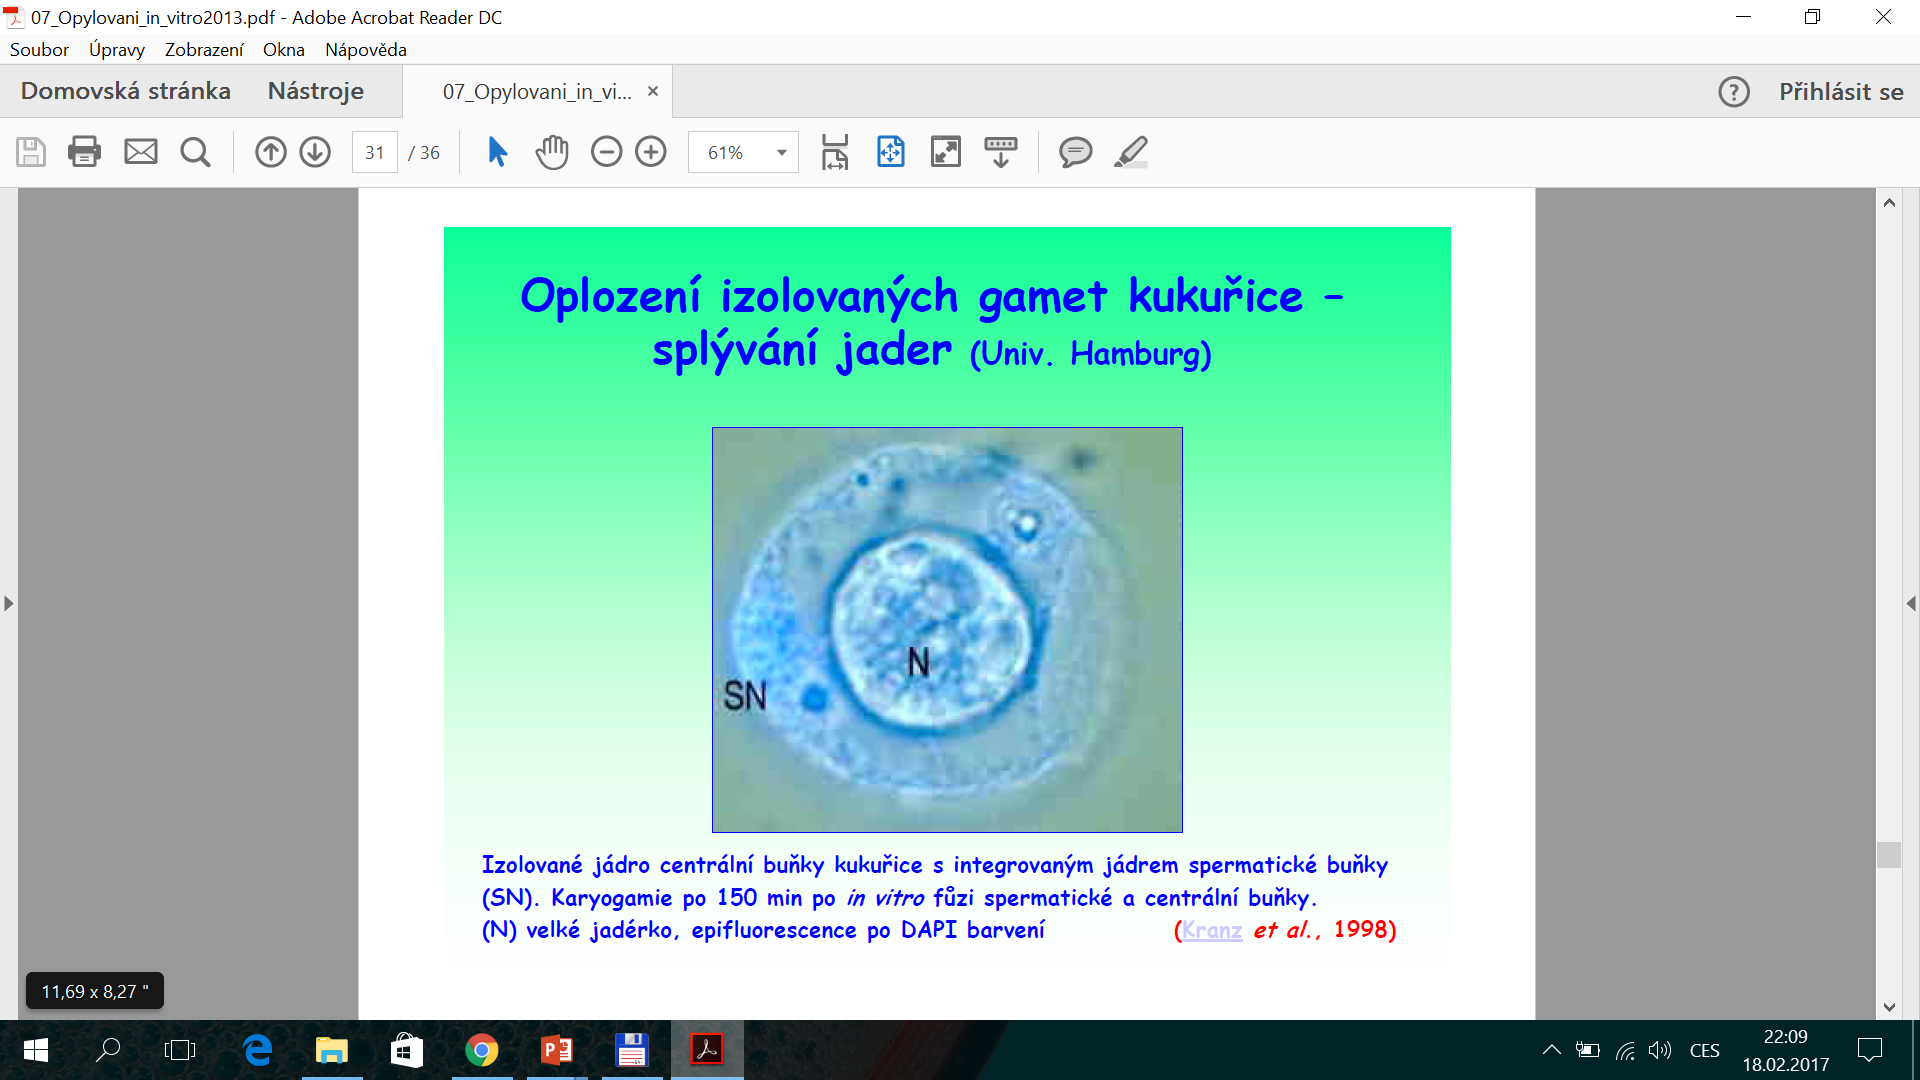 07_Opylovani_in_vitro2013.pdf - Adobe Acrobat Reader DC
Soubor Úpravy Zobrazení Okna Nápověda
Domovská stránka Nástroje 07_Opylovani_in_vi... × ? Přihlásit se
31 / 36 61%
Oplození izolovaných gamet kukuřice –
splývání jader (Univ. Hamburg)
N
SN
Izolované jádro centrální buňky kukuřice s integrovaným jádrem spermatické buňky
(SN). Karyogamie po 150 min po in vitro fůzi spermatické a centrální buňky.
(N) velké jadérko, epifluorescence po DAPI barvení (Kranz et al., 1998)
11,69 x 8,27 "
CES
22:09
18.02.2017